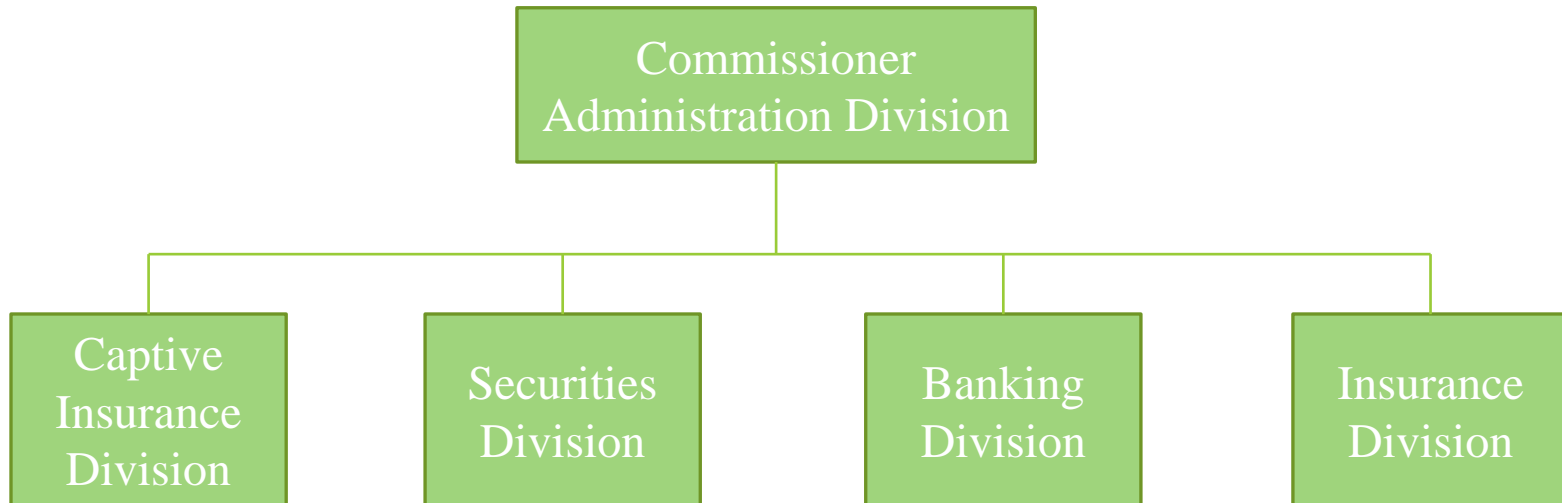 Commissioner
Administration Division
Captive
Insurance
Division
Securities
Division
Banking
Division
Insurance
Division